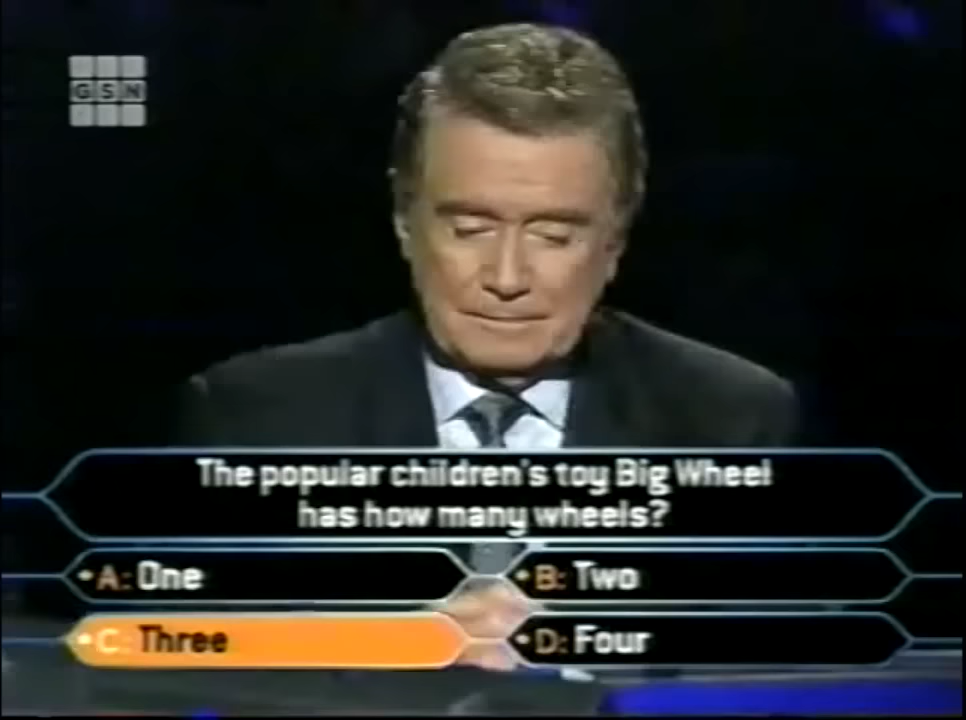 GSN
The popular children's toy Big Wheel
has how many wheels?
A: One
B: Two
C: Three
D: Four